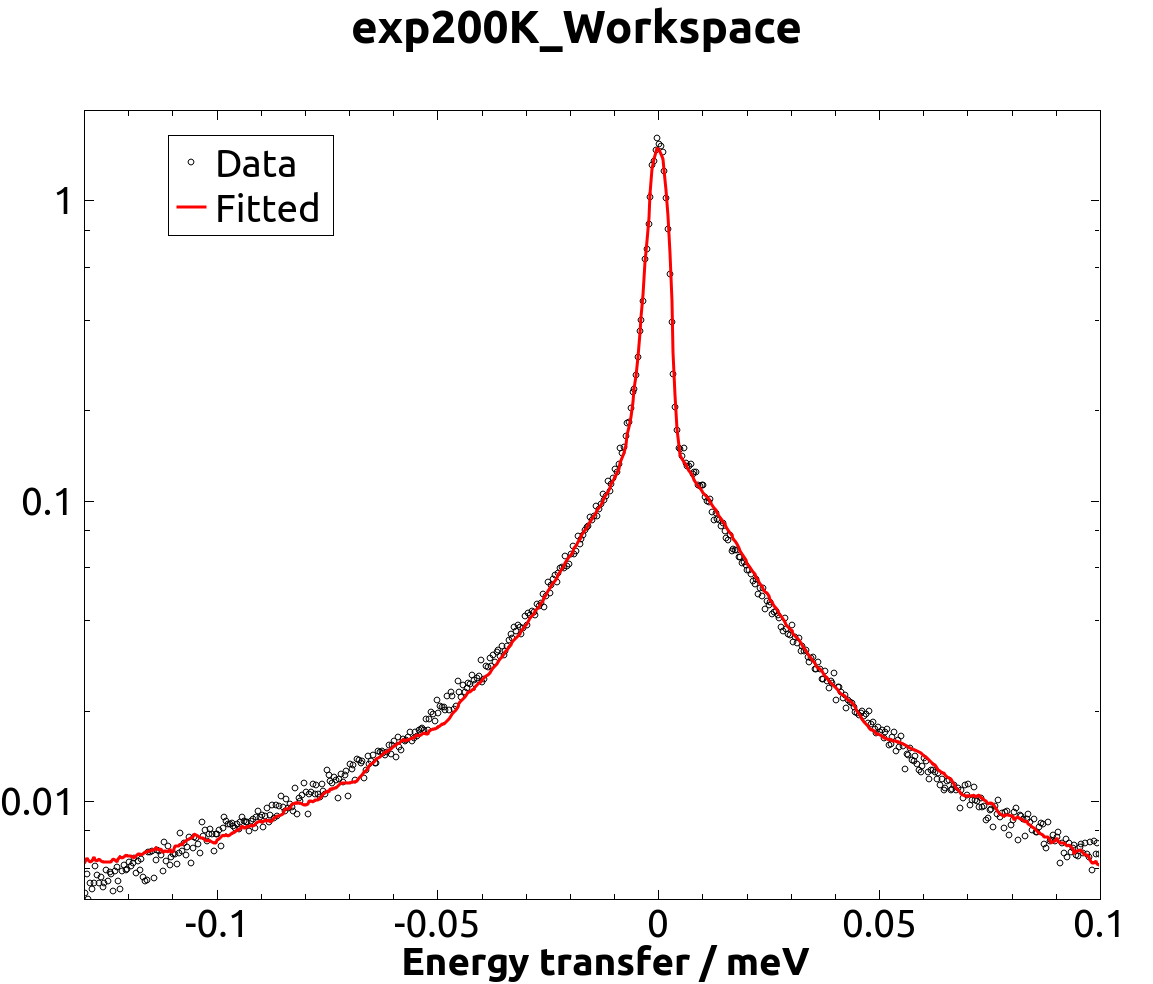 exp200K_Workspace
Data
Fitted
1
0.1
0.01
-0.1 -0.05 0 0.05 0.1
Energy transfer / meV